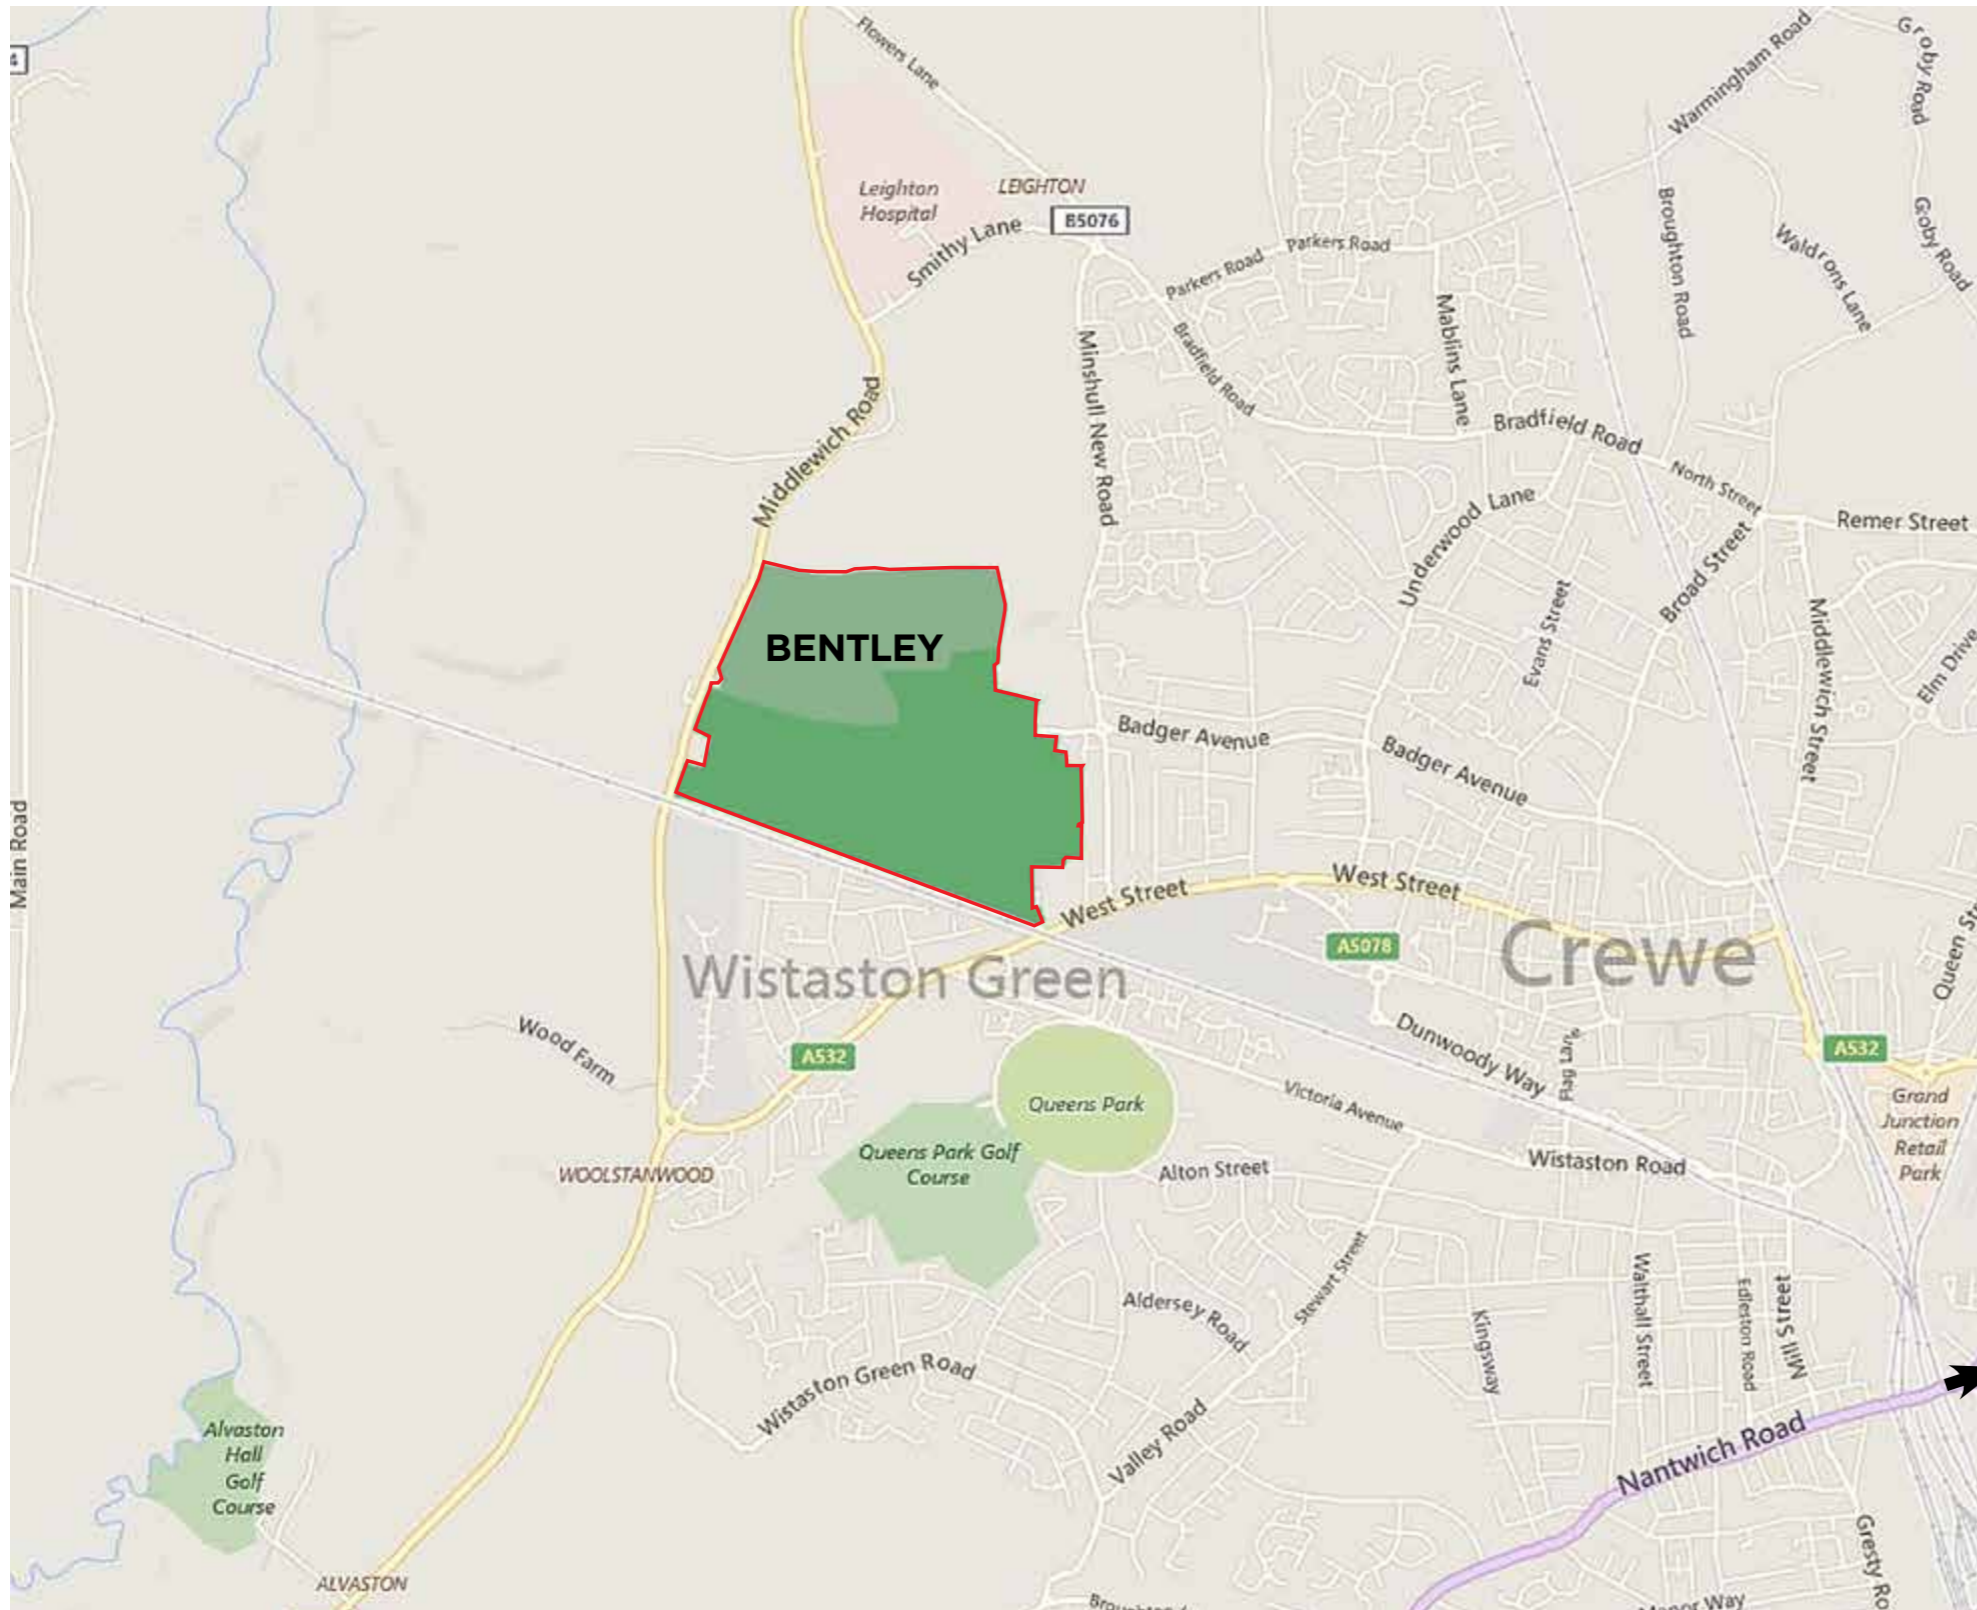 4
Flowers Lane
Warmingham Road
Groby Road
Leighton
Hospital
LEIGHTON
B5076
Smithy Lane
Parkers Road
Parkers Road
Broughton Road
Waldrons Lane
Groby Road
Mablins Lane
Minshull New Road
Bradfield Road
Middlewich Road
Bradfield Road
North Street
Underwood Lane
Remer Street
Broad Street
Evans Street
Middlewich Street
Elm Drive
BENTLEY
Badger Avenue
Badger Avenue
Main Road
West Street
West Street
A5078
Crewe
Queen St
Wistaston Green
Wood Farm
A532
Dunwoody Way
Flag Lane
A532
Queens Park
Victoria Avenue
Grand
Junction
Retail
Park
Queens Park Golf
Course
WOOLSTANWOOD
Alton Street
Wistaston Road
Stewart Street
Aldersey Road
Kingsway
Walthall Street
Edleston Road
Mill Street
Wistaston Green Road
Valley Road
Nantwich Road
Alvaston
Hall
Golf
Course
Gresty Ro
ALVASTON
Manor Way